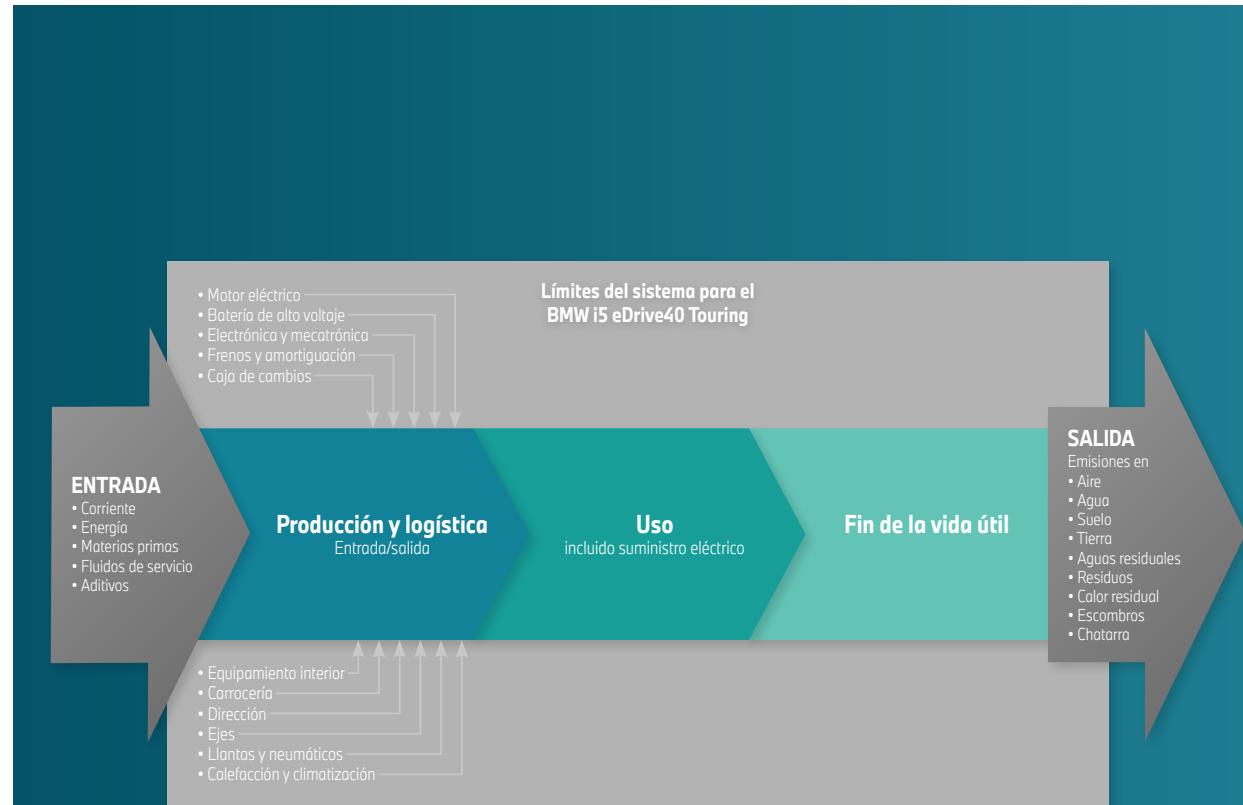 Límites del sistema para el
BMW i5 eDrive40 Touring
• Motor eléctrico
• Batería de alto voltaje
• Electrónica y mecatrónica
• Frenos y amortiguación
• Caja de cambios
ENTRADA
• Corriente
• Energía
• Materias primas
• Fluidos de servicio
• Aditivos
Producción y logística
Entrada/salida
Uso
incluido suministro eléctrico
Fin de la vida útil
SALIDA
Emisiones en
• Aire
• Agua
• Suelo
• Tierra
• Aguas residuales
• Residuos
• Calor residual
• Escombros
• Chatarra
• Equipamiento interior
• Carrocería
• Dirección
• Ejes
• Llantas y neumáticos
• Calefacción y climatización